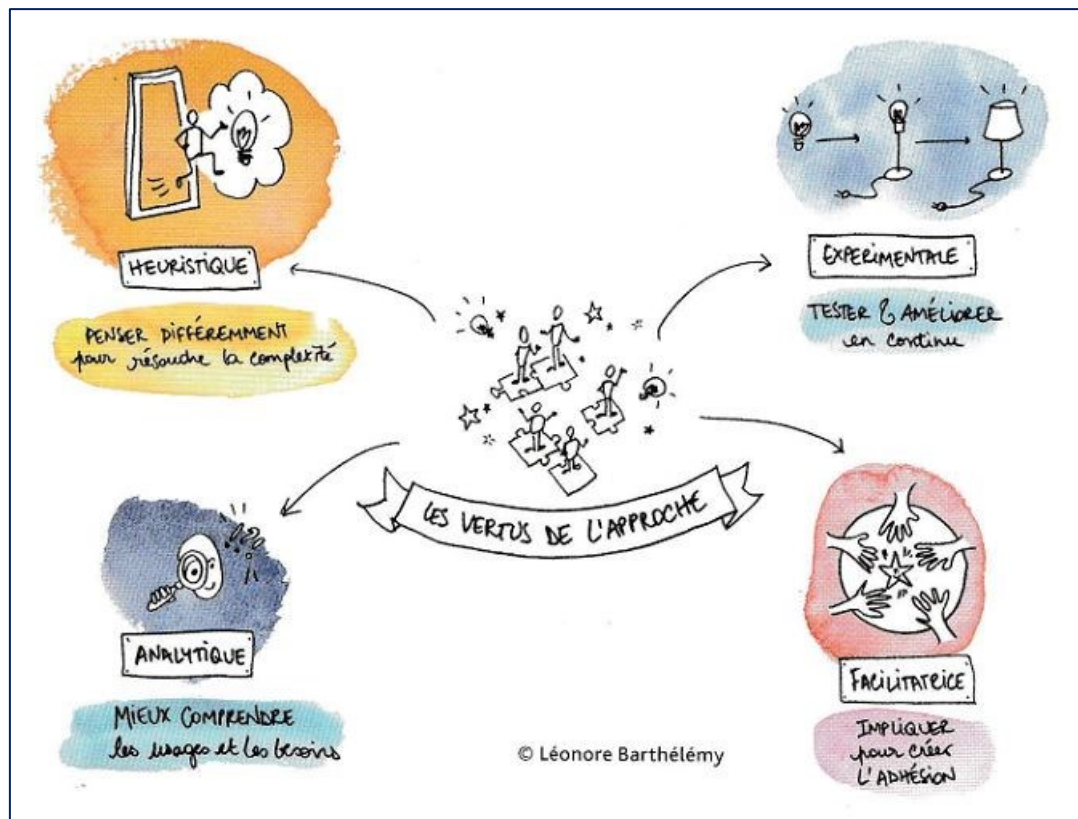 HEURISTIQUE
PENSER DIFFÉREMMENT
pour résoudre la complexité
EXPÉRIMENTALE
TESTER & AMÉLIORER
en continu
LES VERTUS DE L'APPROCHE
ANALYTIQUE
MIEUX COMPRENDRE
les usages et les besoins
FACILITATRICE
IMPLIQUER
pour créer
L'ADHÉSION
© Léonore Barthélémy